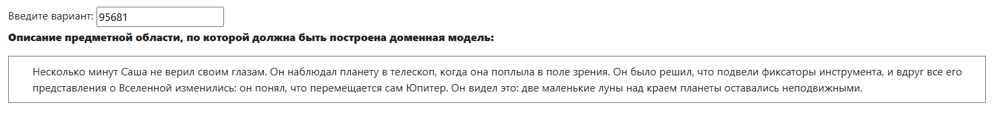 Введите вариант: 95681
Описание предметной области, по которой должна быть построена доменная модель:
Несколько минут Саша не верил своим глазам. Он наблюдал планету в телескоп, когда она поплыла в поле зрения. Он было решил, что подвели фиксаторы инструмента, и вдруг все его
представления о Вселенной изменились: он понял, что перемещается сам Юпитер. Он видел это: две маленькие луны над краем планеты оставались неподвижными.